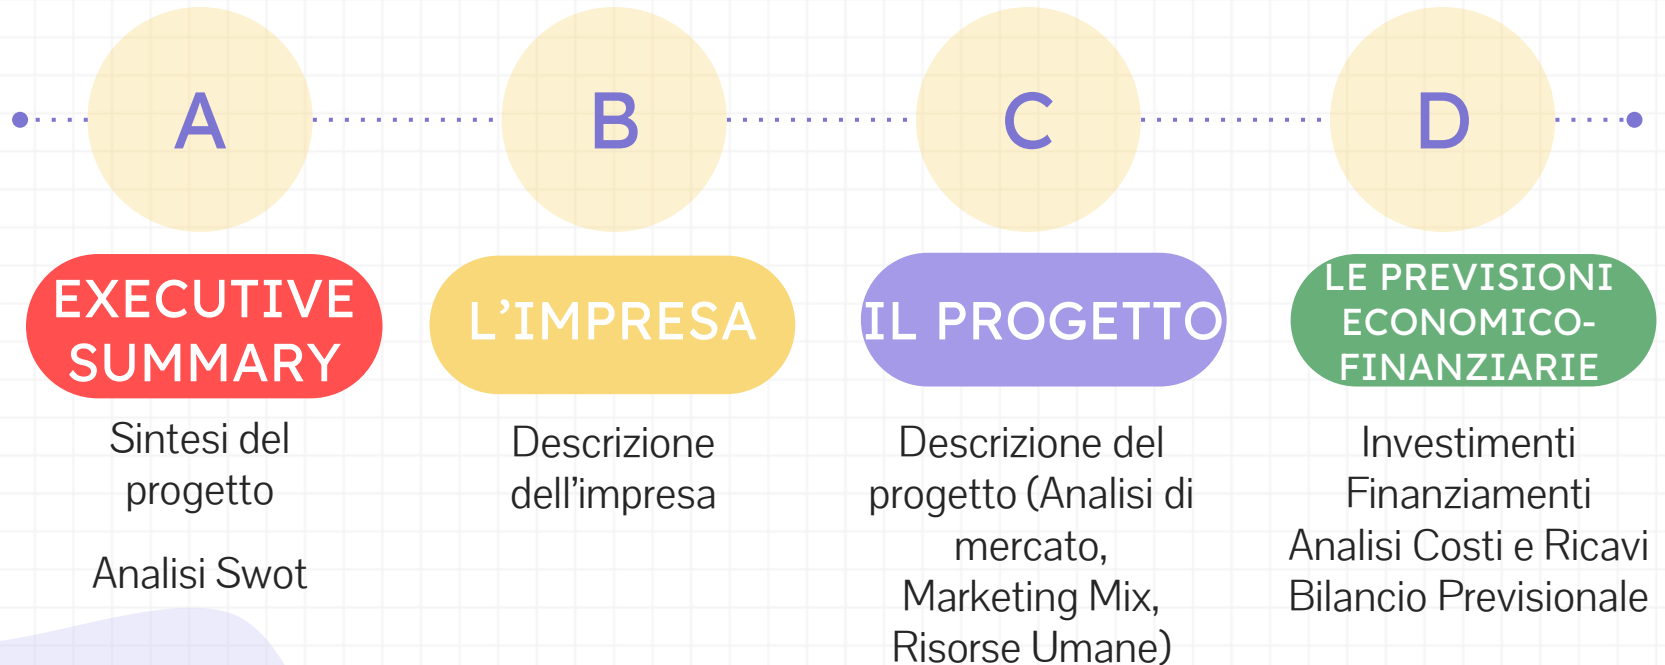 A
B
C
D
EXECUTIVE
SUMMARY
Sintesi del
progetto
Analisi Swot
L'IMPRESA
Descrizione
dell'impresa
IL PROGETTO
Descrizione del
progetto (Analisi di
mercato,
Marketing Mix,
Risorse Umane)
LE PREVISIONI
ECONOMICO-
FINANZIARIE
Investimenti
Finanziamenti
Analisi Costi e Ricavi
Bilancio Previsionale